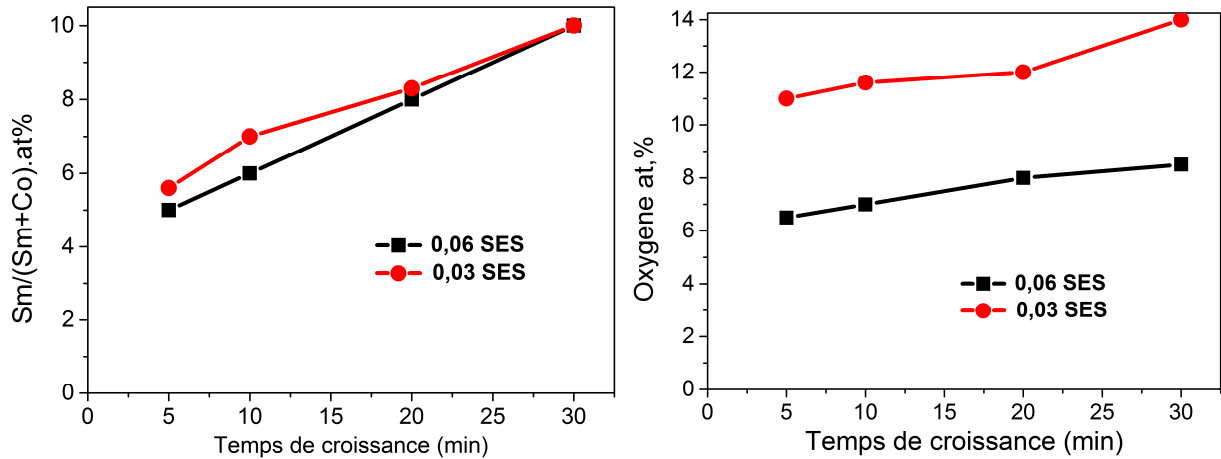 Sm/(Sm+Co).at%
10
8
6
4
2
0
0 5 10 15 20 25 30
Temps de croissance (min)
0,06 SES
0,03 SES
Oxygene at,%
14
12
10
8
6
4
2
0
0 5 10 15 20 25 30
Temps de croissance (min)
0,06 SES
0,03 SES